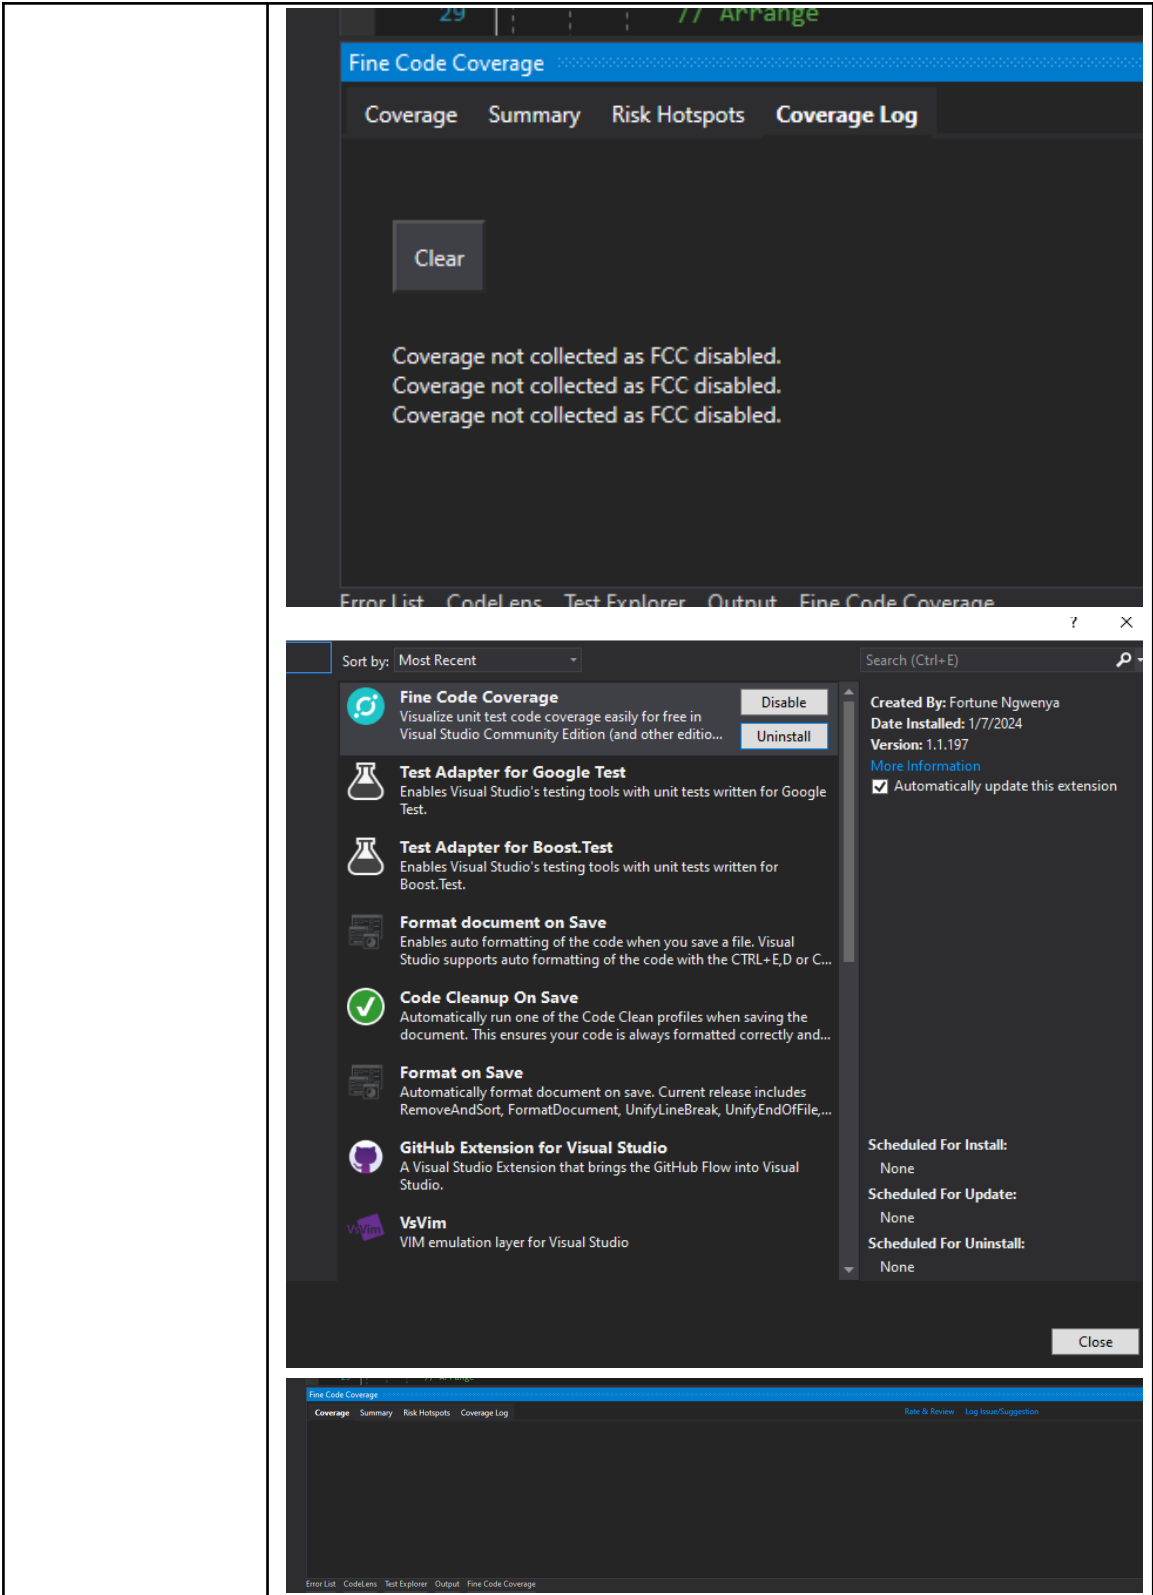 29 // Arrange
Fine Code Coverage
Coverage Summary Risk Hotspots Coverage Log
Clear
Coverage not collected as FCC disabled.
Coverage not collected as FCC disabled.
Coverage not collected as FCC disabled.
Error List CodeLens Test Explorer Output Fine Code Coverage
? ×
Sort by: Most Recent
Search (Ctrl+E)
Fine Code Coverage
Visualize unit test code coverage easily for free in
Visual Studio Community Edition (and other editio...
Disable
Uninstall
Test Adapter for Google Test
Enables Visual Studio's testing tools with unit tests written for Google
Test.
Test Adapter for Boost.Test
Enables Visual Studio's testing tools with unit tests written for
Boost.Test.
Format document on Save
Enables auto formatting of the code when you save a file. Visual
Studio supports auto formatting of the code with the CTRL+E,D or C...
Code Cleanup On Save
Automatically run one of the Code Clean profiles when saving the
document. This ensures your code is always formatted correctly and...
Format on Save
Automatically format document on save. Current release includes
RemoveAndSort, FormatDocument, UnifyLineBreak, UnifyEndOfFile,...
GitHub Extension for Visual Studio
A Visual Studio Extension that brings the GitHub Flow into Visual
Studio.
VsVim
VsVim
VIM emulation layer for Visual Studio
Created By: Fortune Ngwenya
Date Installed: 1/7/2024
Version: 1.1.197
More Information
Automatically update this extension
Scheduled For Install:
None
Scheduled For Update:
None
Scheduled For Uninstall:
None
Close
Fine Code Coverage
Coverage Summary Risk Hotspots Coverage Log Rate & Review Log Issue/Suggestion
Error List CodeLens Test Explorer Output Fine Code Coverage